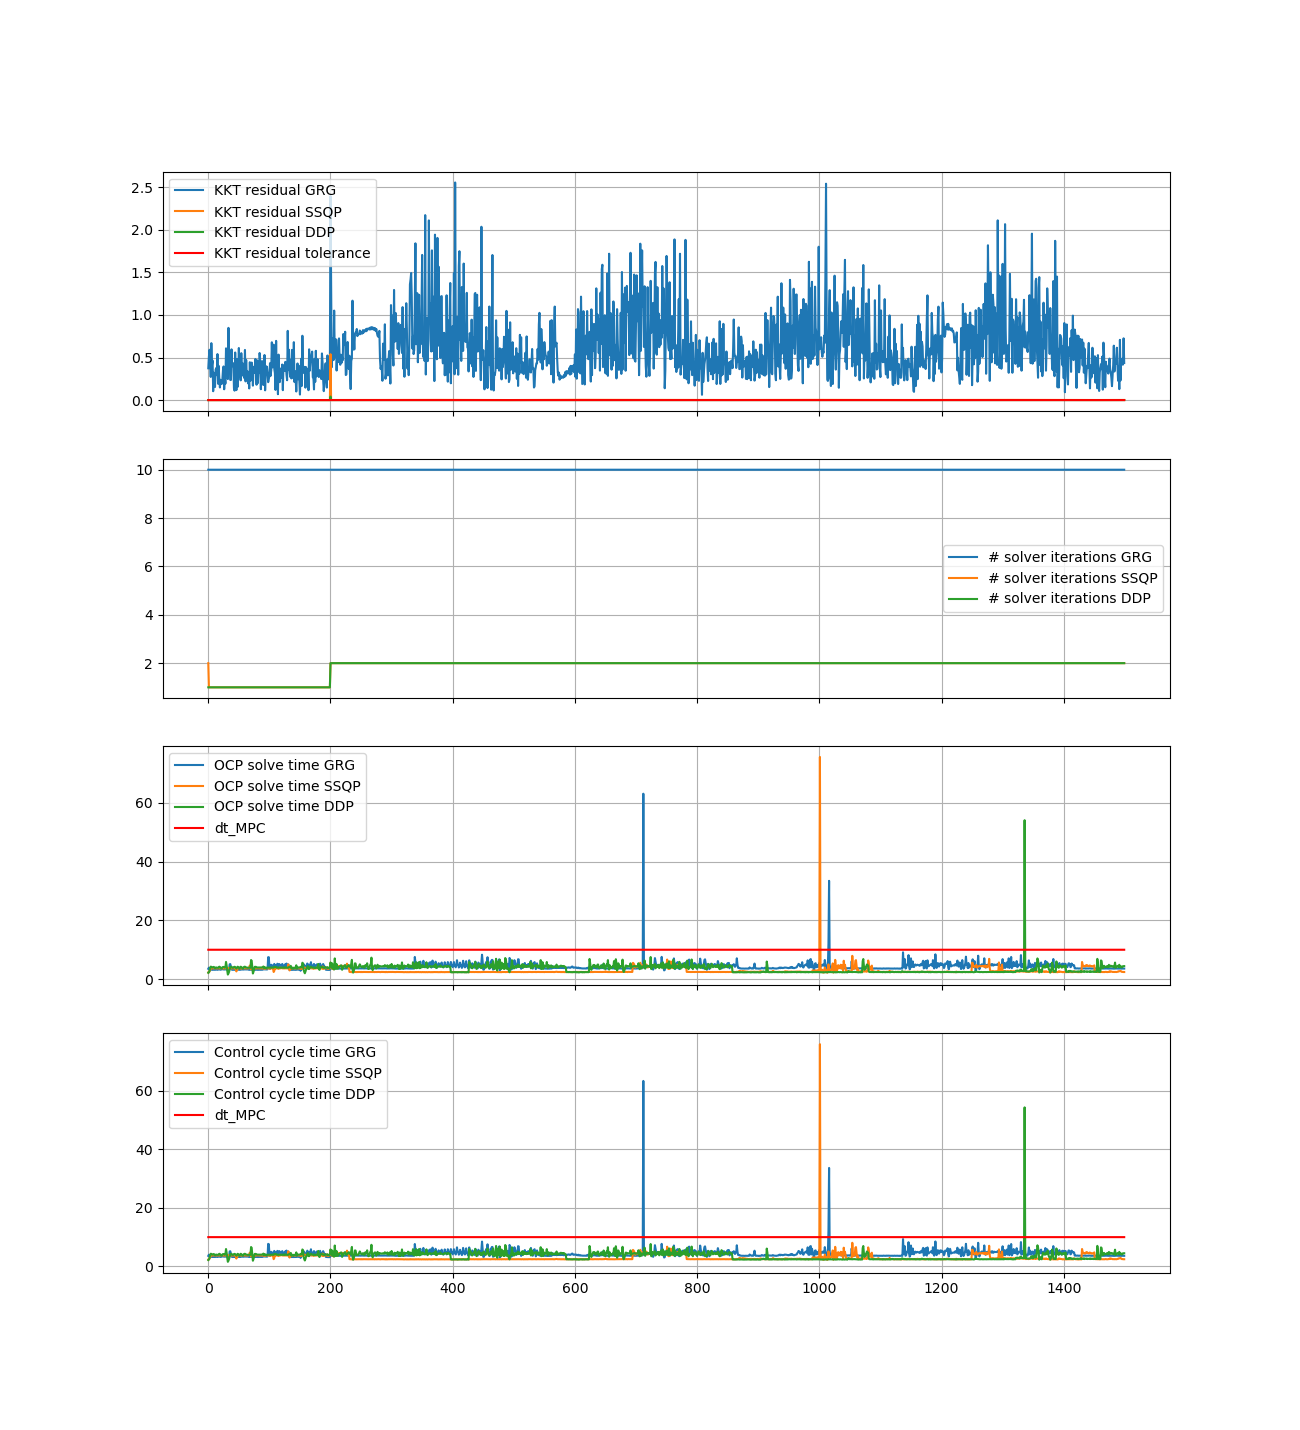 2.5
2.0
1.5
1.0
0.5
0.0
KKT residual GRG
KKT residual SSQP
KKT residual DDP
KKT residual tolerance
10
8
6
4
2
# solver iterations GRG
# solver iterations SSQP
# solver iterations DDP
60
40
20
0
OCP solve time GRG
OCP solve time SSQP
OCP solve time DDP
dt_MPC
60
40
20
0
Control cycle time GRG
Control cycle time SSQP
Control cycle time DDP
dt_MPC
0 200 400 600 800 1000 1200 1400